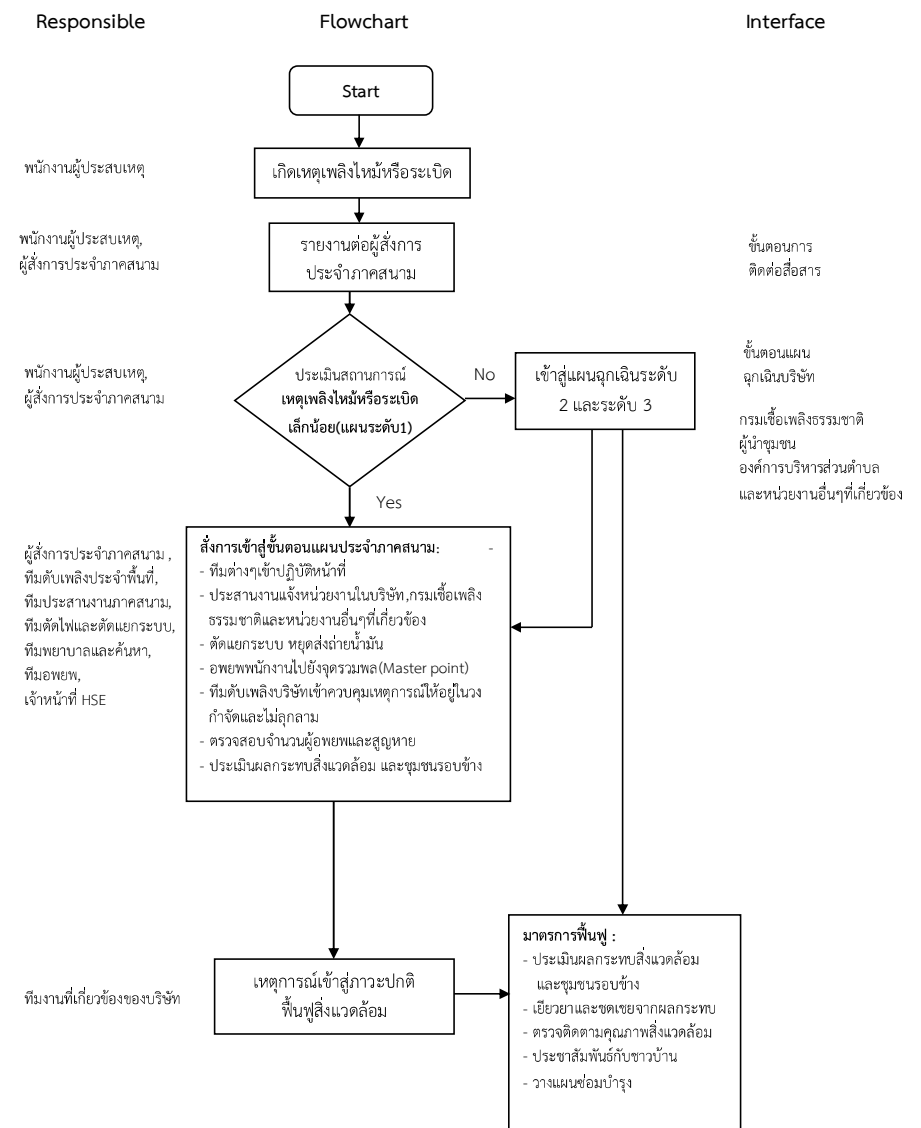 Responsible
Flowchart
Interface
Start
พนักงานผู้ประสบเหตุ
เกิดเหตุเพลิงไหม้หรือระเบิด
พนักงานผู้ประสบเหตุ,
ผู้สั่งการประจำภาคสนาม
รายงานต่อผู้สั่งการ
ประจำภาคสนาม
ขั้นตอนการ
ติดต่อสื่อสาร
พนักงานผู้ประสบเหตุ,
ผู้สั่งการประจำภาคสนาม
ประเมินสถานการณ์
เหตุเพลิงไหม้หรือระเบิด
เล็กน้อย(แผนระดับ1)
No
เข้าสู่แผนฉุกเฉินระดับ
2 และระดับ 3
ขั้นตอนแผน
ฉุกเฉินบริษัท
กรมเชื้อเพลิงธรรมชาติ
ผู้นำชุมชน
องค์การบริหารส่วนตำบล
และหน่วยงานอื่นๆที่เกี่ยวข้อง
Yes
ผู้สั่งการประจำภาคสนาม ,
ทีมดับเพลิงประจำพื้นที่,
ทีมประสานงานภาคสนาม,
ทีมตัดไฟและตัดแยกระบบ,
ทีมพยาบาลและค้นหา,
ทีมอพยพ,
เจ้าหน้าที่ HSE
สั่งการเข้าสู่ขั้นตอนแผนประจำภาคสนาม: -
- ทีมต่างๆเข้าปฏิบัติหน้าที่
- ประสานงานแจ้งหน่วยงานในบริษัท,กรมเชื้อเพลิง
ธรรมชาติและหน่วยงานอื่นๆที่เกี่ยวข้อง
- ตัดแยกระบบ หยุดส่งถ่ายน้ำมัน
- อพยพพนักงานไปยังจุดรวมพล(Master point)
- ทีมดับเพลิงบริษัทเข้าควบคุมเหตุการณ์ให้อยู่ในวง
กำจัดและไม่ลุกลาม
- ตรวจสอบจำนวนผู้อพยพและสูญหาย
- ประเมินผลกระทบสิ่งแวดล้อม และชุมชนรอบข้าง
ทีมงานที่เกี่ยวข้องของบริษัท
เหตุการณ์เข้าสู่ภาวะปกติ
ฟื้นฟูสิ่งแวดล้อม
มาตรการฟื้นฟู :
- ประเมินผลกระทบสิ่งแวดล้อม
และชุมชนรอบข้าง
- เยียวยาและชดเชยจากผลกระทบ
- ตรวจติดตามคุณภาพสิ่งแวดล้อม
- ประชาสัมพันธ์กับชาวบ้าน
- วางแผนซ่อมบำรุง